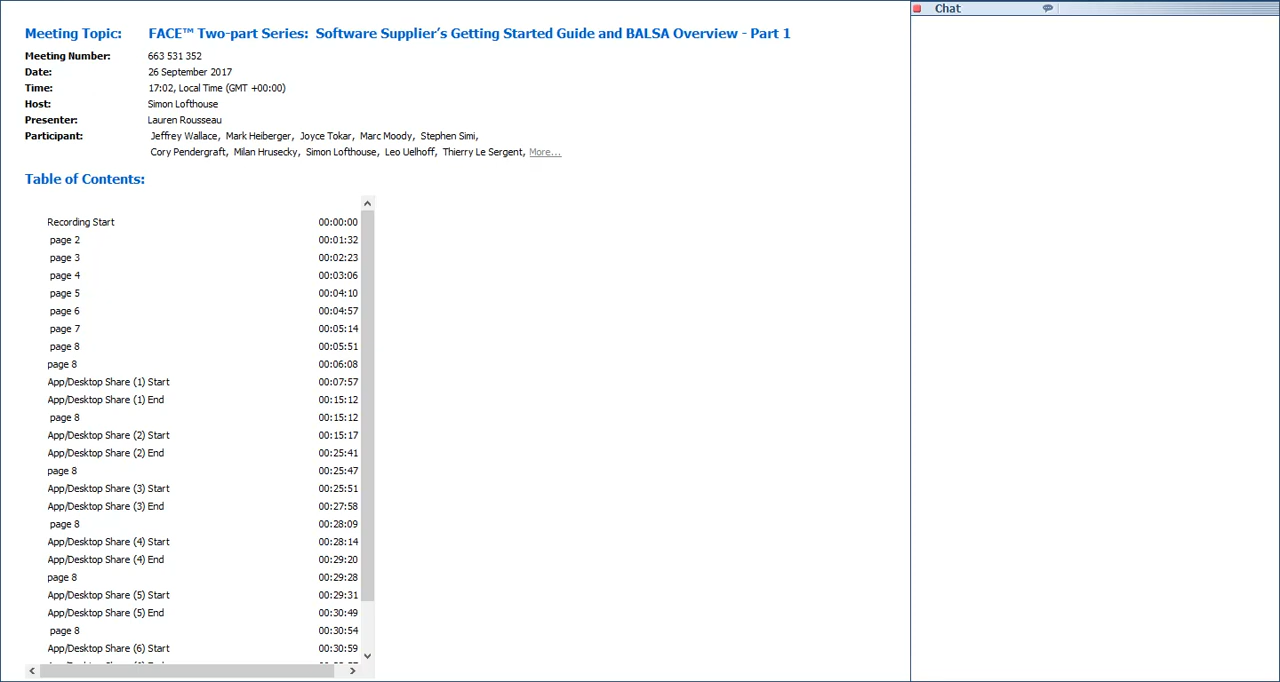 Chat
Meeting Topic: FACE™ Two-part Series: Software Supplier’s Getting Started Guide and BALSA Overview - Part 1
Meeting Number: 663 531 352
Date: 26 September 2017
Time: 17:02, Local Time (GMT +00:00)
Host: Simon Lofthouse
Presenter: Lauren Rousseau
Participant: Jeffrey Wallace, Mark Heiberger, Joyce Tokar, Marc Moody, Stephen Simi,
Cory Pendergraft, Milan Hrusecky, Simon Lofthouse, Leo Uelhoff, Thierry Le Sergent, More...
Table of Contents:
Recording Start 00:00:00
page 2 00:01:32
page 3 00:02:23
page 4 00:03:06
page 5 00:04:10
page 6 00:04:57
page 7 00:05:14
page 8 00:05:51
page 8 00:06:08
App/Desktop Share (1) Start 00:07:57
App/Desktop Share (1) End 00:15:12
page 8 00:15:12
App/Desktop Share (2) Start 00:15:17
App/Desktop Share (2) End 00:25:41
page 8 00:25:47
App/Desktop Share (3) Start 00:25:51
App/Desktop Share (3) End 00:27:58
page 8 00:28:09
App/Desktop Share (4) Start 00:28:14
App/Desktop Share (4) End 00:29:20
page 8 00:29:28
App/Desktop Share (5) Start 00:29:31
App/Desktop Share (5) End 00:30:49
page 8 00:30:54
App/Desktop Share (6) Start 00:30:59